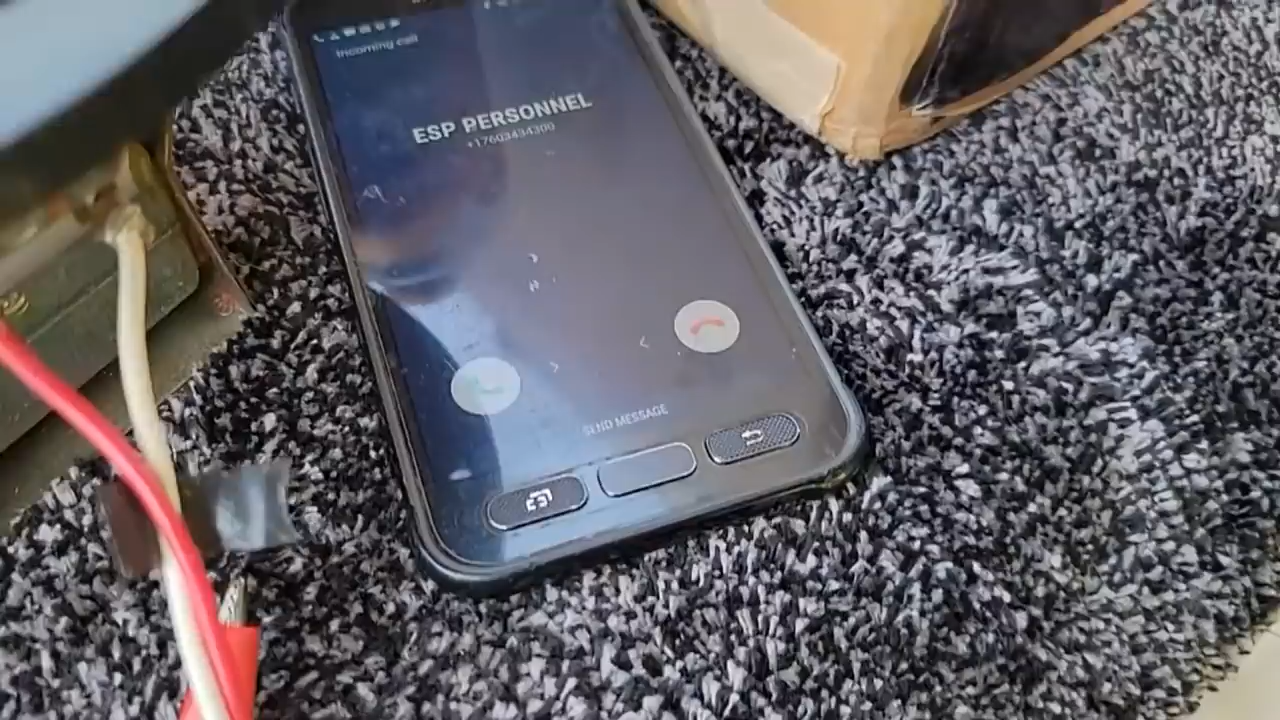 Incoming call
ESP PERSONNEL
+17603434300
SEND MESSAGE